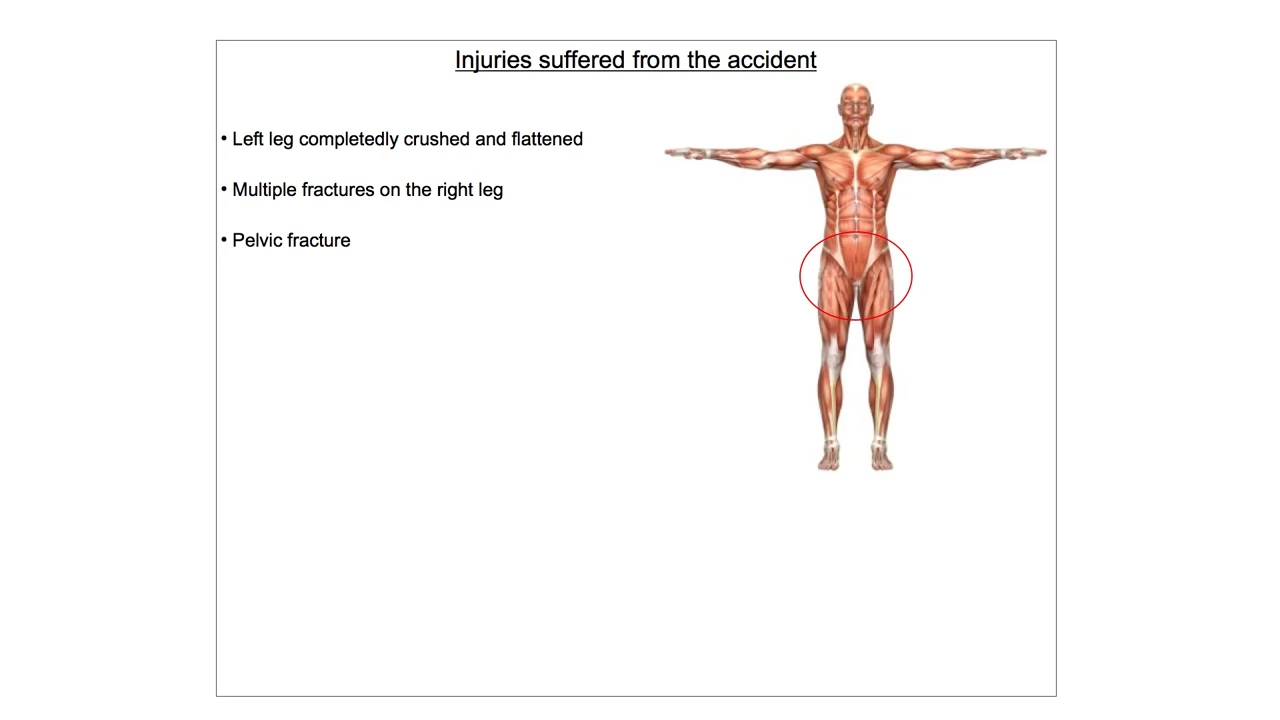 Injuries suffered from the accident
• Left leg completedly crushed and flattened
• Multiple fractures on the right leg
• Pelvic fracture